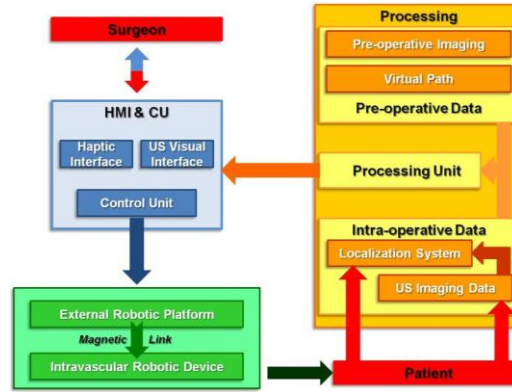 Surgeon
HMI & CU
Haptic
Interface
US Visual
Interface
Control Unit
External Robotic Platform
Magnetic Link
Intravascular Robotic Device
Processing
Pre-operative Imaging
Virtual Path
Pre-operative Data
Processing Unit
Intra-operative Data
Localization System
US Imaging Data
Patient